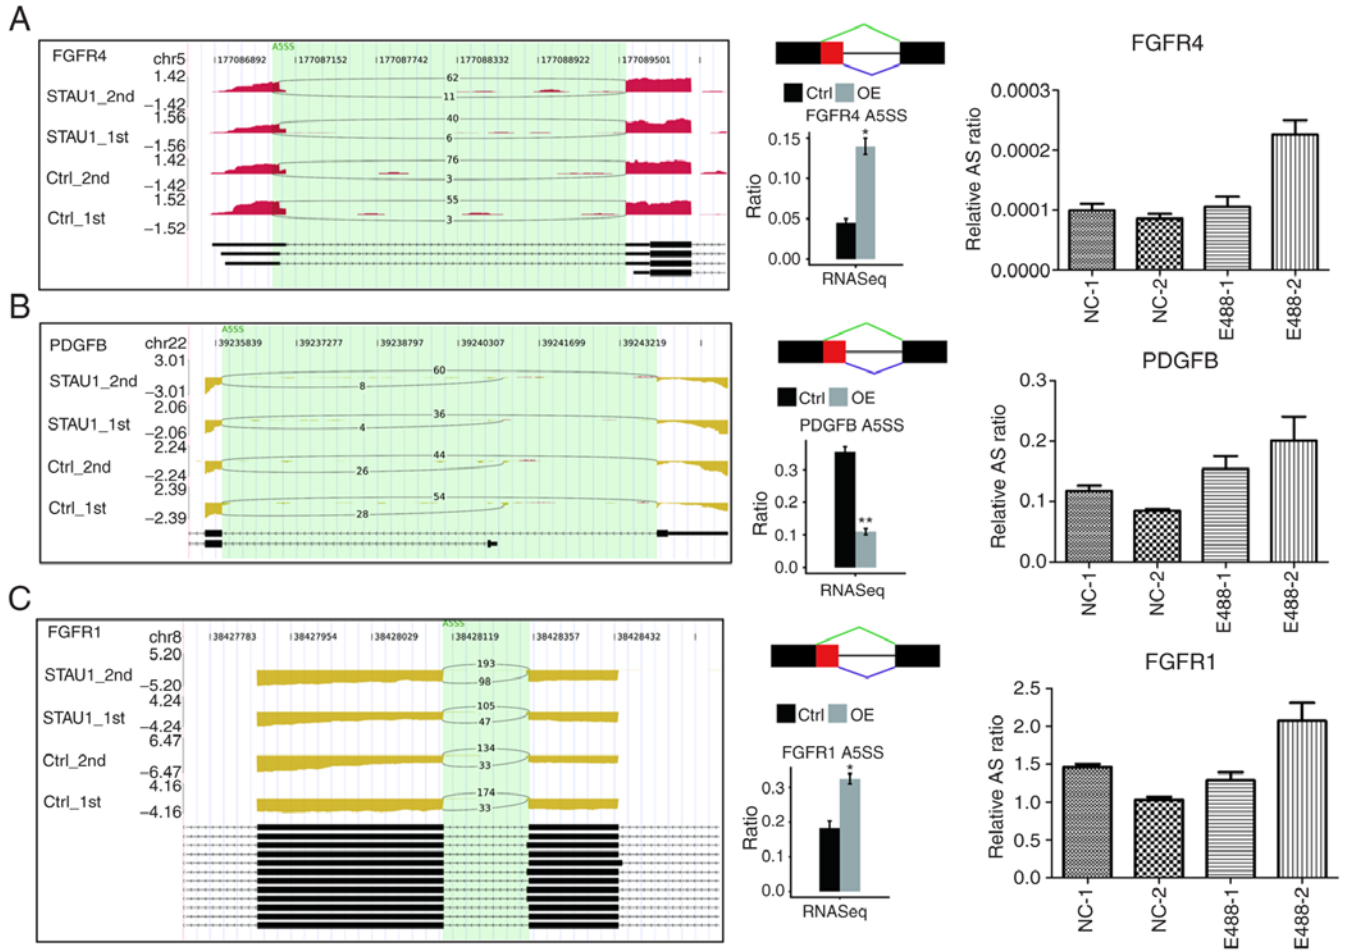 A
FGFR4
chr5
A5SS
177086892 177087152 177087742 177088332 177088922 177089501
1.42
STAU1_2nd
−1.42
62
11
1.56
STAU1_1st
−1.56
40
6
1.42
Ctrl_2nd
−1.42
76
3
1.52
Ctrl_1st
−1.52
55
3
Ctrl OE
FGFR4 A5SS
*
Ratio
0.15
0.10
0.05
0.00
RNASeq
FGFR4
Relative AS ratio
0.0003
0.0002
0.0001
0.0000
NC-1 NC-2 E488-1 E488-2
B
PDGFB
chr22
A5SS
39235839 39237277 39238797 39240307 39241699 39243219
3.01
STAU1_2nd
−3.01
60
8
2.06
STAU1_1st
−2.06
36
4
2.24
Ctrl_2nd
−2.24
44
26
2.39
Ctrl_1st
−2.39
54
28
Ctrl OE
PDGFB A5SS
**
Ratio
0.3
0.2
0.1
0.0
RNASeq
PDGFB
Relative AS ratio
0.3
0.2
0.1
0.0
NC-1 NC-2 E488-1 E488-2
C
FGFR1
chr8
A5SS
38427783 38427954 38428029 38428119 38428357 38428432
5.20
STAU1_2nd
−5.20
193
98
4.24
STAU1_1st
−4.24
105
47
6.47
Ctrl_2nd
−6.47
134
33
4.16
Ctrl_1st
−4.16
174
33
Ctrl OE
FGFR1 A5SS
*
Ratio
0.3
0.2
0.1
0.0
RNASeq
FGFR1
Relative AS ratio
2.5
2.0
1.5
1.0
0.5
0.0
NC-1 NC-2 E488-1 E488-2